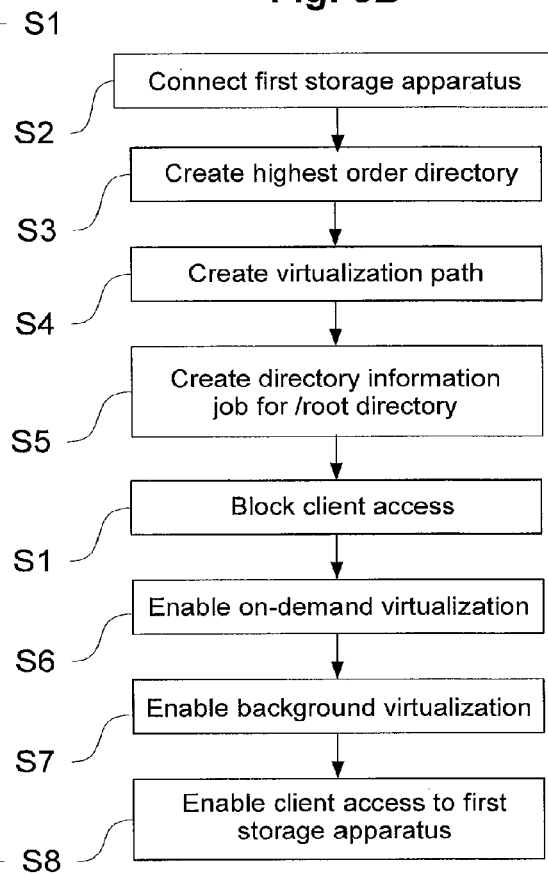 Fig.
S1
Connect first storage apparatus
S2
Create highest order directory
S3
Create virtualization path
S4
Create directory information
job for /root directory
S5
Block client access
S1
Enable on-demand virtualization
S6
Enable background virtualization
S7
Enable client access to first
storage apparatus
S8